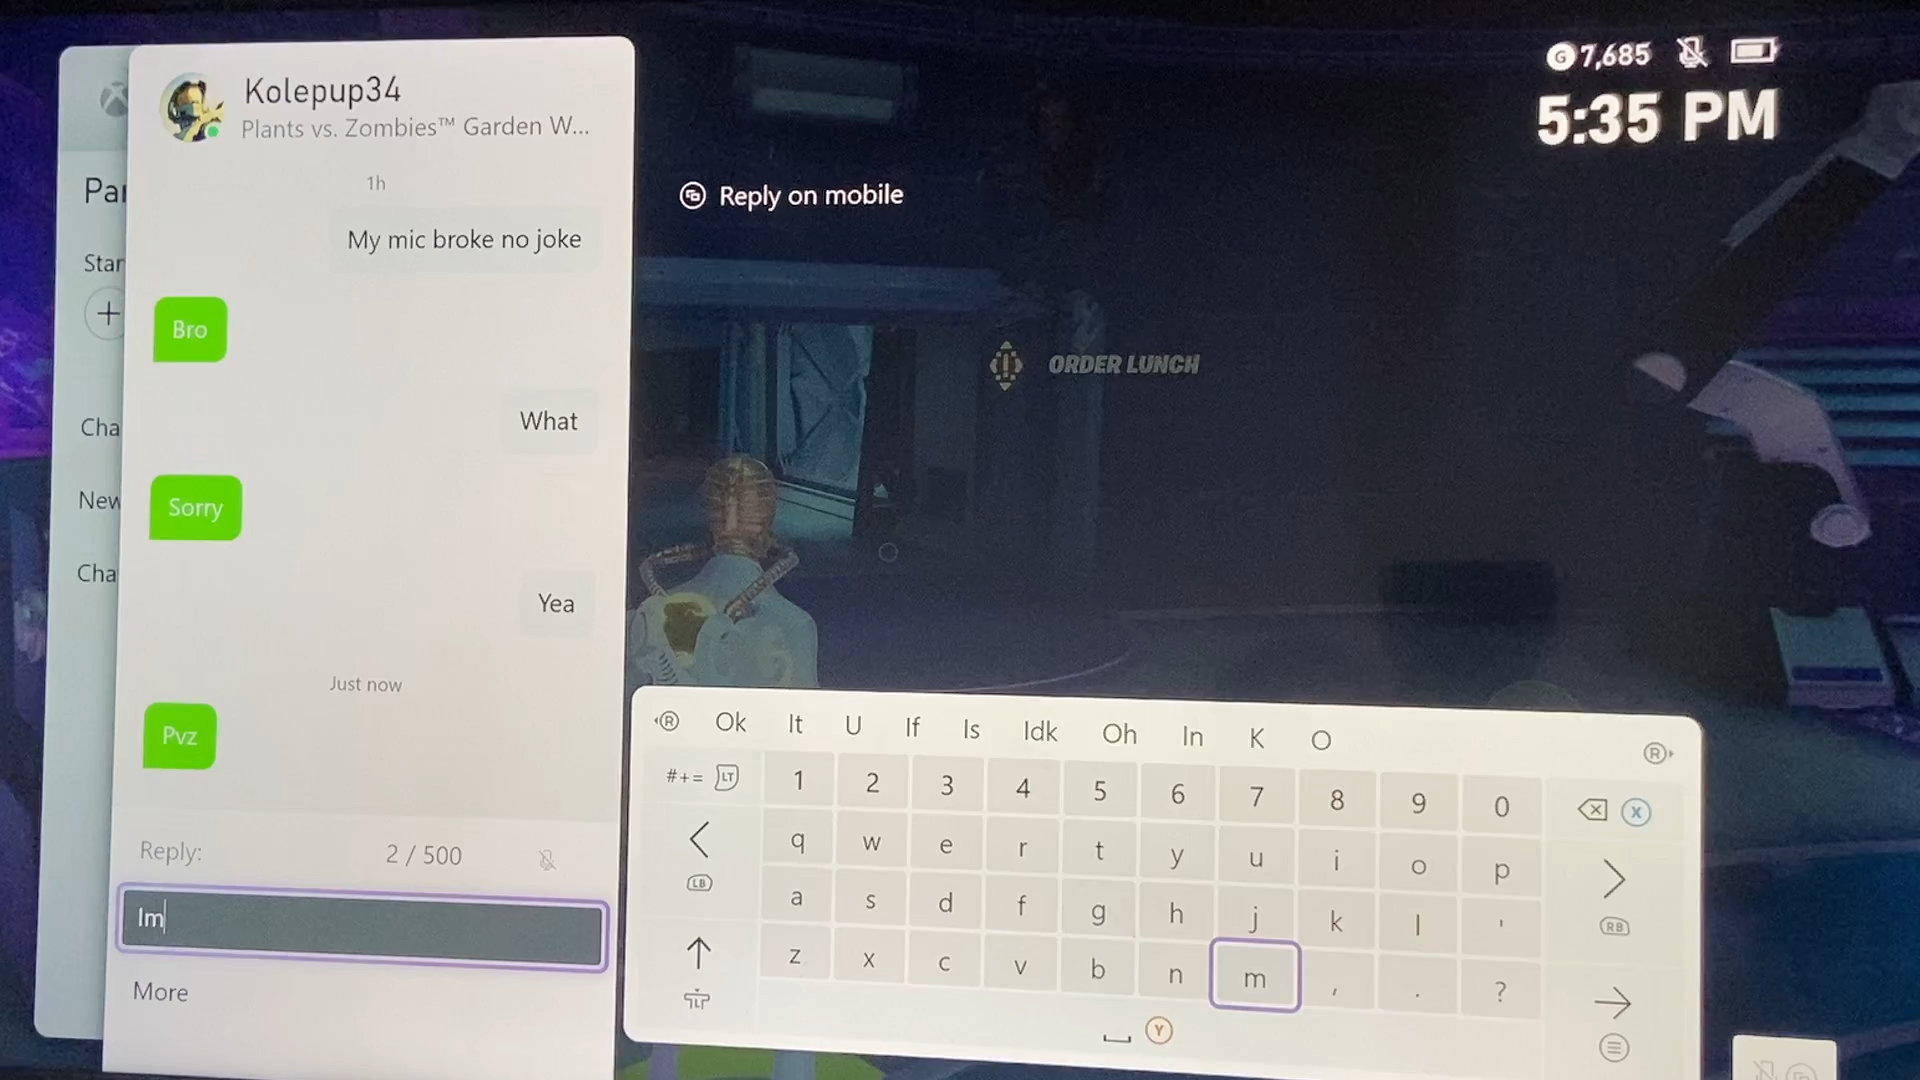 Kolepup34
Plants vs. Zombies™ Garden W...
1h
My mic broke no joke
Bro
What
Sorry
Yea
Just now
Pvz
Reply:
2 / 500
Im
More
Par
Star
Cha
New
Cha
G 7,685
5:35 PM
Reply on mobile
ORDER LUNCH
R Ok It U If Is Idk Oh In K O R
#+= LT 1 2 3 4 5 6 7 8 9 0 X
q w e r t y u i o p
LB a s d f g h j k l ' RB
z x c v b n m , . ?
Y